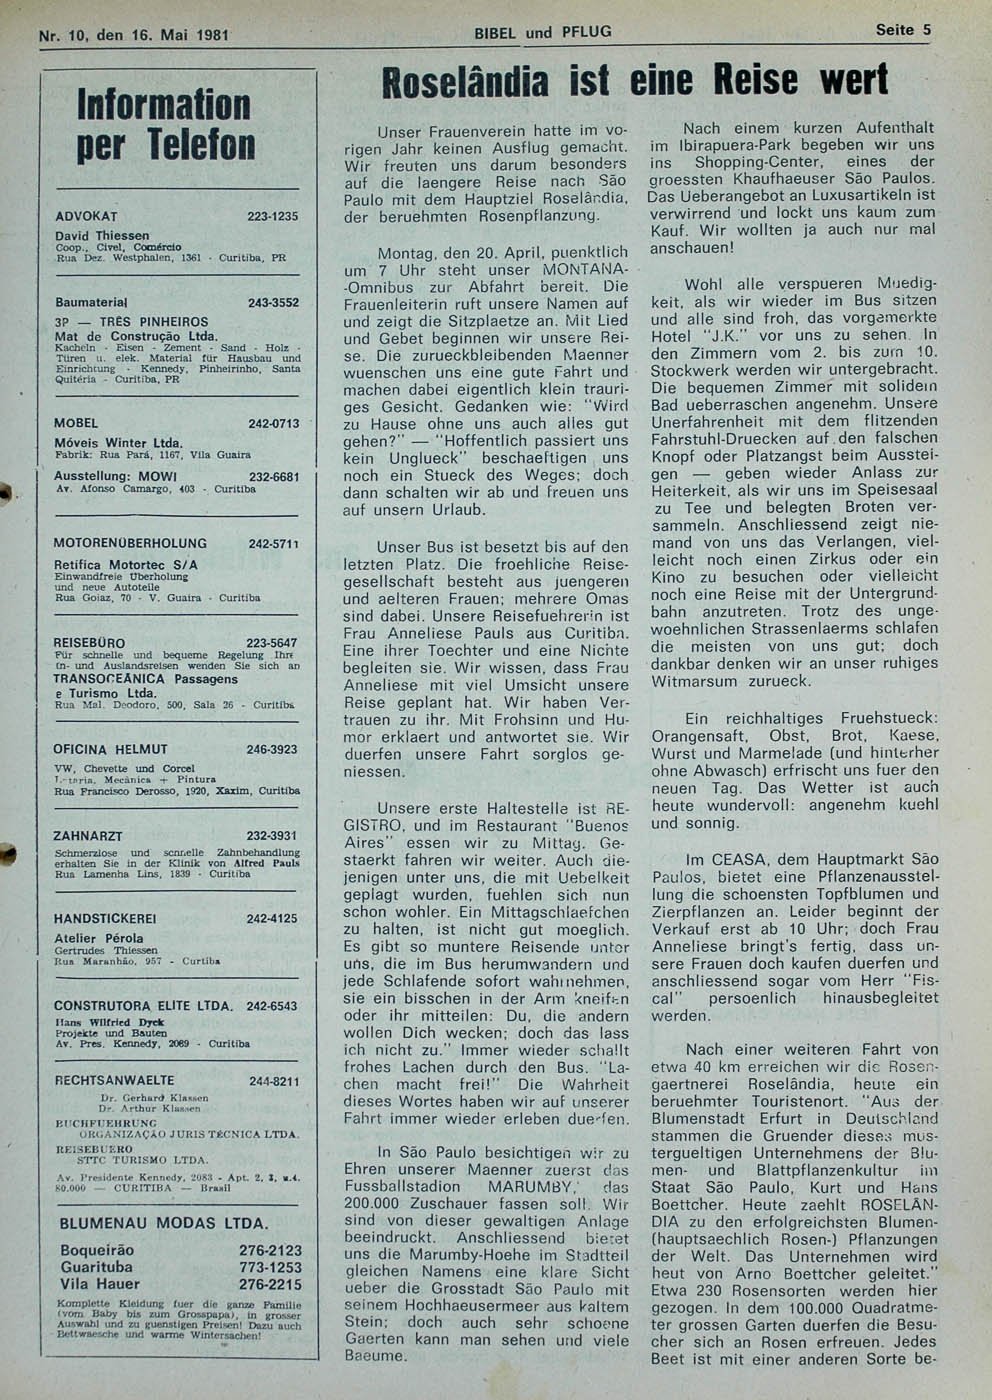 Nr. 10, den 16. Mai 1981
BIBEL und PFLUG
Seite 5
Information
per Telefon
ADVOKAT 223-1235
David Thiessen
Coop., Civel, Comércio
Rua Dez. Westphalen, 1361 - Curitiba, PR
Baumaterial 243-3552
3P — TRÊS PINHEIROS
Mat de Construção Ltda.
Kacheln - Eisen - Zement - Sand - Holz -
Türen u. elek. Material für Hausbau und
Einrichtung - Kennedy, Pinheirinho, Santa
Quitéria - Curitiba, PR
MOBEL 242-0713
Móveis Winter Ltda.
Fabrik: Rua Pará, 1167, Vila Guaira
Ausstellung: MOWI 232-6681
Av. Afonso Camargo, 403 - Curitiba
MOTORENÜBERHOLUNG 242-5711
Retífica Motortec S/A
Einwandfreie Überholung
und neue Autoteile
Rua Goiaz, 70 - V. Guaira - Curitiba
REISEBÜRO 223-5647
Für schnelle und bequeme Regelung Ihre
In- und Auslandsreisen wenden Sie sich an
TRANSOCEÂNICA Passagens
e Turismo Ltda.
Rua Mal. Deodoro, 500, Sala 26 - Curitiba
OFICINA HELMUT 246-3923
VW, Chevette und Corcel
Mecânica + Pintura
Rua Francisco Derosso, 1920, Xaxim, Curitiba
ZAHNARZT 232-3931
Schmerzlose und schnelle Zahnbehandlung
erhalten Sie in der Klinik von Alfred Pauls
Rua Lamenha Lins, 1839 - Curitiba
HANDSTICKEREI 242-4125
Atelier Pérola
Gertrudes Thiessen
Rua Maranhão, 957 - Curtiba
CONSTRUTORA ELITE LTDA. 242-6543
Hans Wilfried Dyck
Projekte und Bauten
Av. Pres. Kennedy, 2069 - Curitiba
RECHTSANWAELTE 244-8211
Dr. Gerhard Klassen
Dr. Arthur Klassen
BUCHFUEHRUNG
ORGANIZAÇÃO JURIS TÉCNICA LTDA.
REISEBUERO
STTC TURISMO LTDA.
Av. Presidente Kennedy, 2083 - Apt. 2, 3, u.4.
80.000 — CURITIBA — Brasil
BLUMENAU MODAS LTDA.
Boqueirão 276-2123
Guarituba 773-1253
Vila Hauer 276-2215
Komplette Kleidung fuer die ganze Familie
(vom Baby bis zum Grosspapa), in grosser
Auswahl und zu guenstigen Preisen! Dazu auch
Bettwaesche und warme Wintersachen!
Roselândia ist eine Reise wert
Unser Frauenverein hatte im vo-
rigen Jahr keinen Ausflug gemacht.
Wir freuten uns darum besonders
auf die laengere Reise nach São
Paulo mit dem Hauptziel Roselândia,
der beruehmten Rosenpflanzung.
Montag, den 20. April, puenktlich
um 7 Uhr steht unser MONTANA-
-Omnibus zur Abfahrt bereit. Die
Frauenleiterin ruft unsere Namen auf
und zeigt die Sitzplaetze an. Mit Lied
und Gebet beginnen wir unsere Rei-
se. Die zurueckbleibenden Maenner
wuenschen uns eine gute Fahrt und
machen dabei eigentlich klein trauri-
ges Gesicht. Gedanken wie: "Wird
zu Hause ohne uns auch alles gut
gehen?" — "Hoffentlich passiert uns
kein Unglueck" beschaeftigen uns
noch ein Stueck des Weges; doch
dann schalten wir ab und freuen uns
auf unsern Urlaub.
Unser Bus ist besetzt bis auf den
letzten Platz. Die froehliche Reise-
gesellschaft besteht aus juengeren
und aelteren Frauen; mehrere Omas
sind dabei. Unsere Reisefuehrerin ist
Frau Anneliese Pauls aus Curitiba.
Eine ihrer Toechter und eine Nichte
begleiten sie. Wir wissen, dass Frau
Anneliese mit viel Umsicht unsere
Reise geplant hat. Wir haben Ver-
trauen zu ihr. Mit Frohsinn und Hu-
mor erklaert und antwortet sie. Wir
duerfen unsere Fahrt sorglos ge-
niessen.
Unsere erste Haltestelle ist RE-
GISTRO, und im Restaurant "Buenos
Aires" essen wir zu Mittag. Ge-
staerkt fahren wir weiter. Auch die-
jenigen unter uns, die mit Uebelkeit
geplagt wurden, fuehlen sich nun
schon wohler. Ein Mittagschlaefchen
zu halten, ist nicht gut moeglich.
Es gibt so muntere Reisende unter
uns, die im Bus herumwandern und
jede Schlafende sofort wahrnehmen,
sie ein bisschen in der Arm kneifen
oder ihr mitteilen: Du, die andern
wollen Dich wecken; doch das lass
ich nicht zu." Immer wieder schallt
frohes Lachen durch den Bus. "La-
chen macht frei!" Die Wahrheit
dieses Wortes haben wir auf unserer
Fahrt immer wieder erleben duerfen.
In São Paulo besichtigen wir zu
Ehren unserer Maenner zuerst das
Fussballstadion MARUMBY, das
200.000 Zuschauer fassen soll. Wir
sind von dieser gewaltigen Anlage
beeindruckt. Anschliessend bietet
uns die Marumby-Hoehe im Stadtteil
gleichen Namens eine klare Sicht
ueber die Grosstadt São Paulo mit
seinem Hochhaeusermeer aus kaltem
Stein; doch auch sehr schoene
Gaerten kann man sehen und viele
Baeume.
Nach einem kurzen Aufenthalt
im Ibirapuera-Park begeben wir uns
ins Shopping-Center, eines der
groessten Khaufhaeuser São Paulos.
Das Ueberangebot an Luxusartikeln ist
verwirrend und lockt uns kaum zum
Kauf. Wir wollten ja auch nur mal
anschauen!
Wohl alle verspueren Muedig-
keit, als wir wieder im Bus sitzen
und alle sind froh, das vorgemerkte
Hotel "J.K." vor uns zu sehen. In
den Zimmern vom 2. bis zum 10.
Stockwerk werden wir untergebracht.
Die bequemen Zimmer mit solidem
Bad ueberraschen angenehm. Unsere
Unerfahrenheit mit dem flitzenden
Fahrstuhl-Druecken auf den falschen
Knopf oder Platzangst beim Ausstei-
gen — geben wieder Anlass zur
Heiterkeit, als wir uns im Speisesaal
zu Tee und belegten Broten ver-
sammeln. Anschliessend zeigt nie-
mand von uns das Verlangen, viel-
leicht noch einen Zirkus oder ein
Kino zu besuchen oder vielleicht
noch eine Reise mit der Untergrund-
bahn anzutreten. Trotz des unge-
woehnlichen Strassenlaerms schlafen
die meisten von uns gut; doch
dankbar denken wir an unser ruhiges
Witmarsum zurueck.
Ein reichhaltiges Fruehstueck:
Orangensaft, Obst, Brot, Kaese,
Wurst und Marmelade (und hinterher
ohne Abwasch) erfrischt uns fuer den
neuen Tag. Das Wetter ist auch
heute wundervoll: angenehm kuehl
und sonnig.
Im CEASA, dem Hauptmarkt São
Paulos, bietet eine Pflanzenausstel-
lung die schoensten Topfblumen und
Zierpflanzen an. Leider beginnt der
Verkauf erst ab 10 Uhr; doch Frau
Anneliese bringt's fertig, dass un-
sere Frauen doch kaufen duerfen und
anschliessend sogar vom Herr "Fis-
cal" persoenlich hinausbegleitet
werden.
Nach einer weiteren Fahrt von
etwa 40 km erreichen wir die Rosen-
gaertnerei Roselândia, heute ein
beruehmter Touristenort. "Aus der
Blumenstadt Erfurt in Deutschland
stammen die Gruender dieses mus-
tergueltigen Unternehmens der Blu-
men- und Blattpflanzenkultur im
Staat São Paulo, Kurt und Hans
Boettcher. Heute zaehlt ROSELÂN-
DIA zu den erfolgreichsten Blumen-
(hauptsaechlich Rosen-) Pflanzungen
der Welt. Das Unternehmen wird
heut von Arno Boettcher geleitet."
Etwa 230 Rosensorten werden hier
gezogen. In dem 100.000 Quadratme-
ter grossen Garten duerfen die Besu-
cher sich an Rosen erfreuen. Jedes
Beet ist mit einer anderen Sorte be-